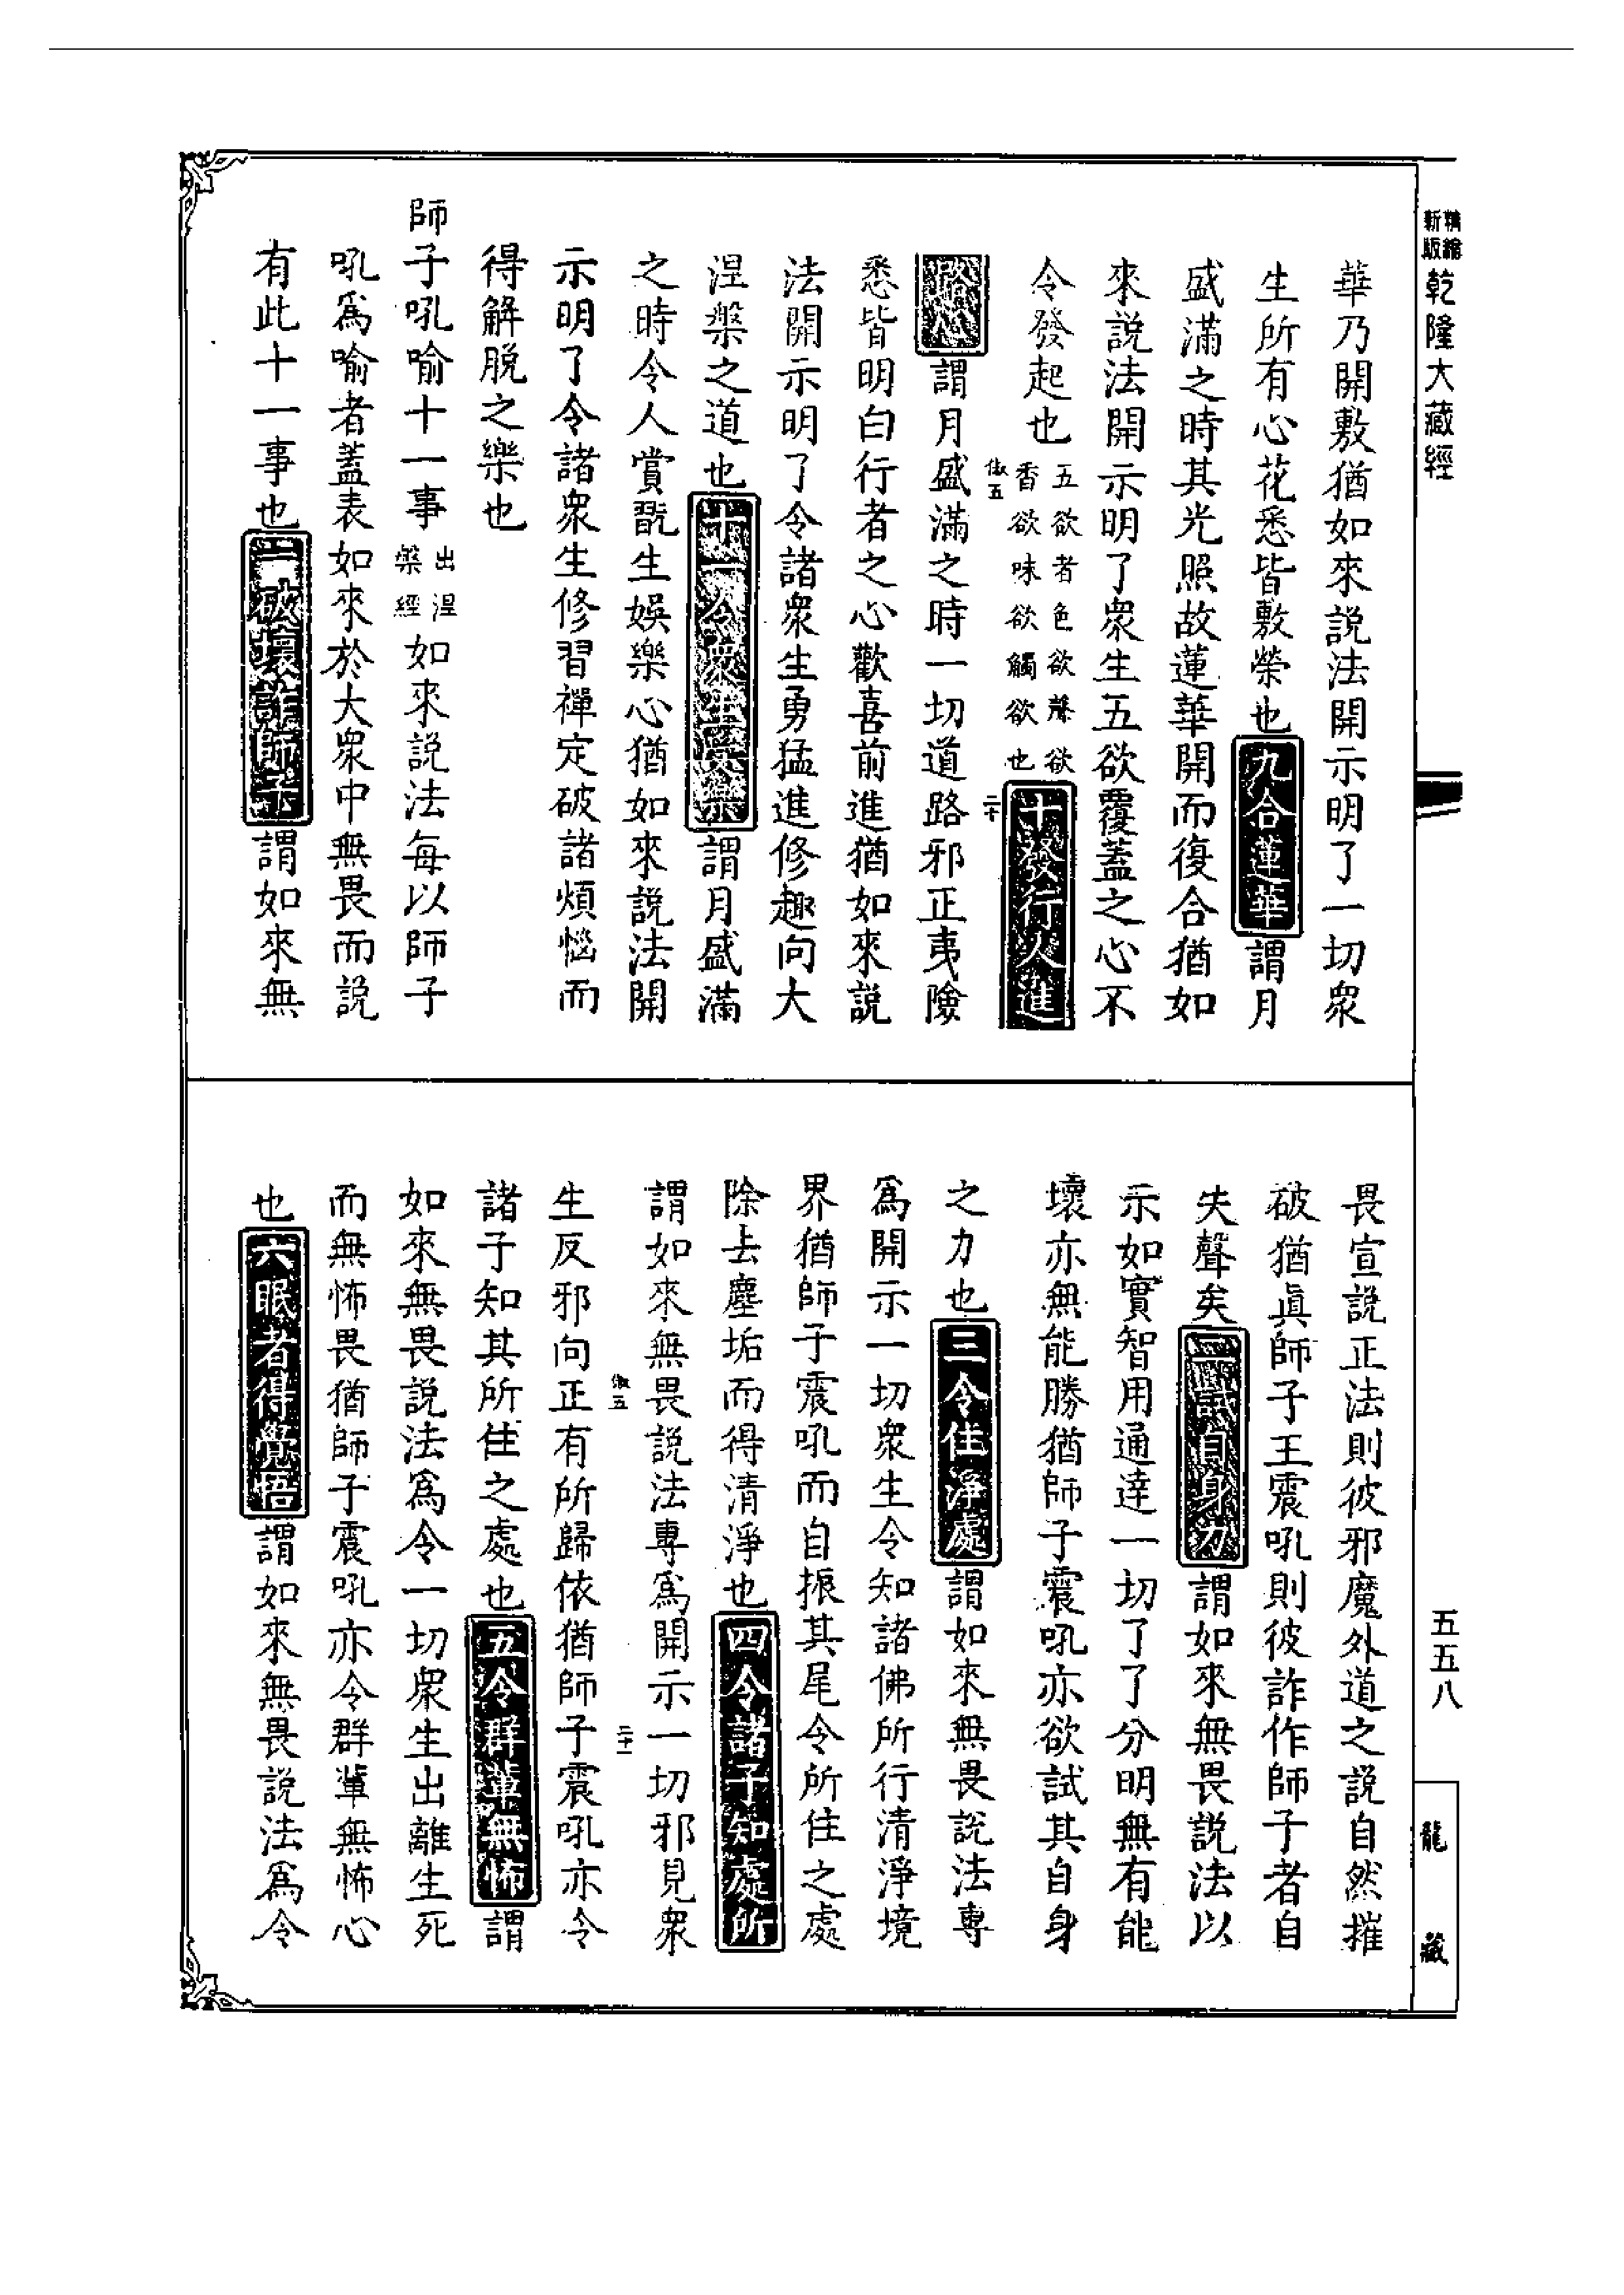 精繪新版 乾隆大藏經
華乃開敷猶如來說法開示明了一切眾
生所有心花悉皆敷榮也九合蓮華謂月
盛滿之時其光照故蓮華開而復合猶如
來說法開示明了眾生五欲覆蓋之心不
令發起也五欲者色欲聲欲香欲味欲觸欲也十發行人進
謂月盛滿之時一切道路邪正夷險
悉皆明白行者之心歡喜前進猶如來說
法開示明了令諸眾生勇猛進修趣向大
涅槃之道也十一令眾生娛樂謂月盛滿
之時令人賞翫生娛樂心猶如來說法開
示明了令諸眾生修習禪定破諸煩惱而
得解脫之樂也
師子吼喻十一事出涅槃經如來說法每以師子
吼為喻者蓋表如來於大眾中無畏而說
有此十一事也一破壞詐師子謂如來無
畏宣說正法則彼邪魔外道之說自然摧
破猶眞師子王震吼則彼詐作師子者自
失聲矣二試自身力謂如來無畏說法以
示如實智用通達一切了了分明無有能
壞亦無能勝猶師子震吼亦欲試其自身
之力也三令住淨處謂如來無畏說法專
為開示一切眾生令知諸佛所行清淨境
界猶師子震吼而自振其尾令所住之處
除去塵垢而得清淨也四令諸子知處所
謂如來無畏說法專為開示一切邪見眾
生反邪向正有所歸依猶師子震吼亦令
諸子知其所住之處也五令群輩無怖謂
如來無畏說法為令一切眾生出離生死
而無怖畏猶師子震吼亦令群輩無怖心
也六眠者得覺悟謂如來無畏說法為令
五五八
龍藏